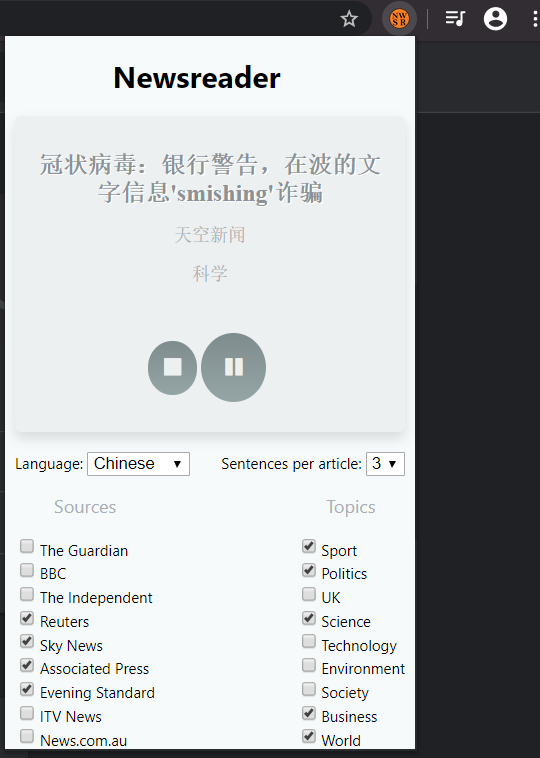 NW
SR
Newsreader
冠状病毒：银行警告，在波的文
字信息'smishing'诈骗
天空新闻
科学
Language: Chinese
Sentences per article: 3
Sources
Topics
The Guardian
Sport
BBC
Politics
The Independent
UK
Reuters
Science
Sky News
Technology
Associated Press
Environment
Evening Standard
Society
ITV News
Business
News.com.au
World